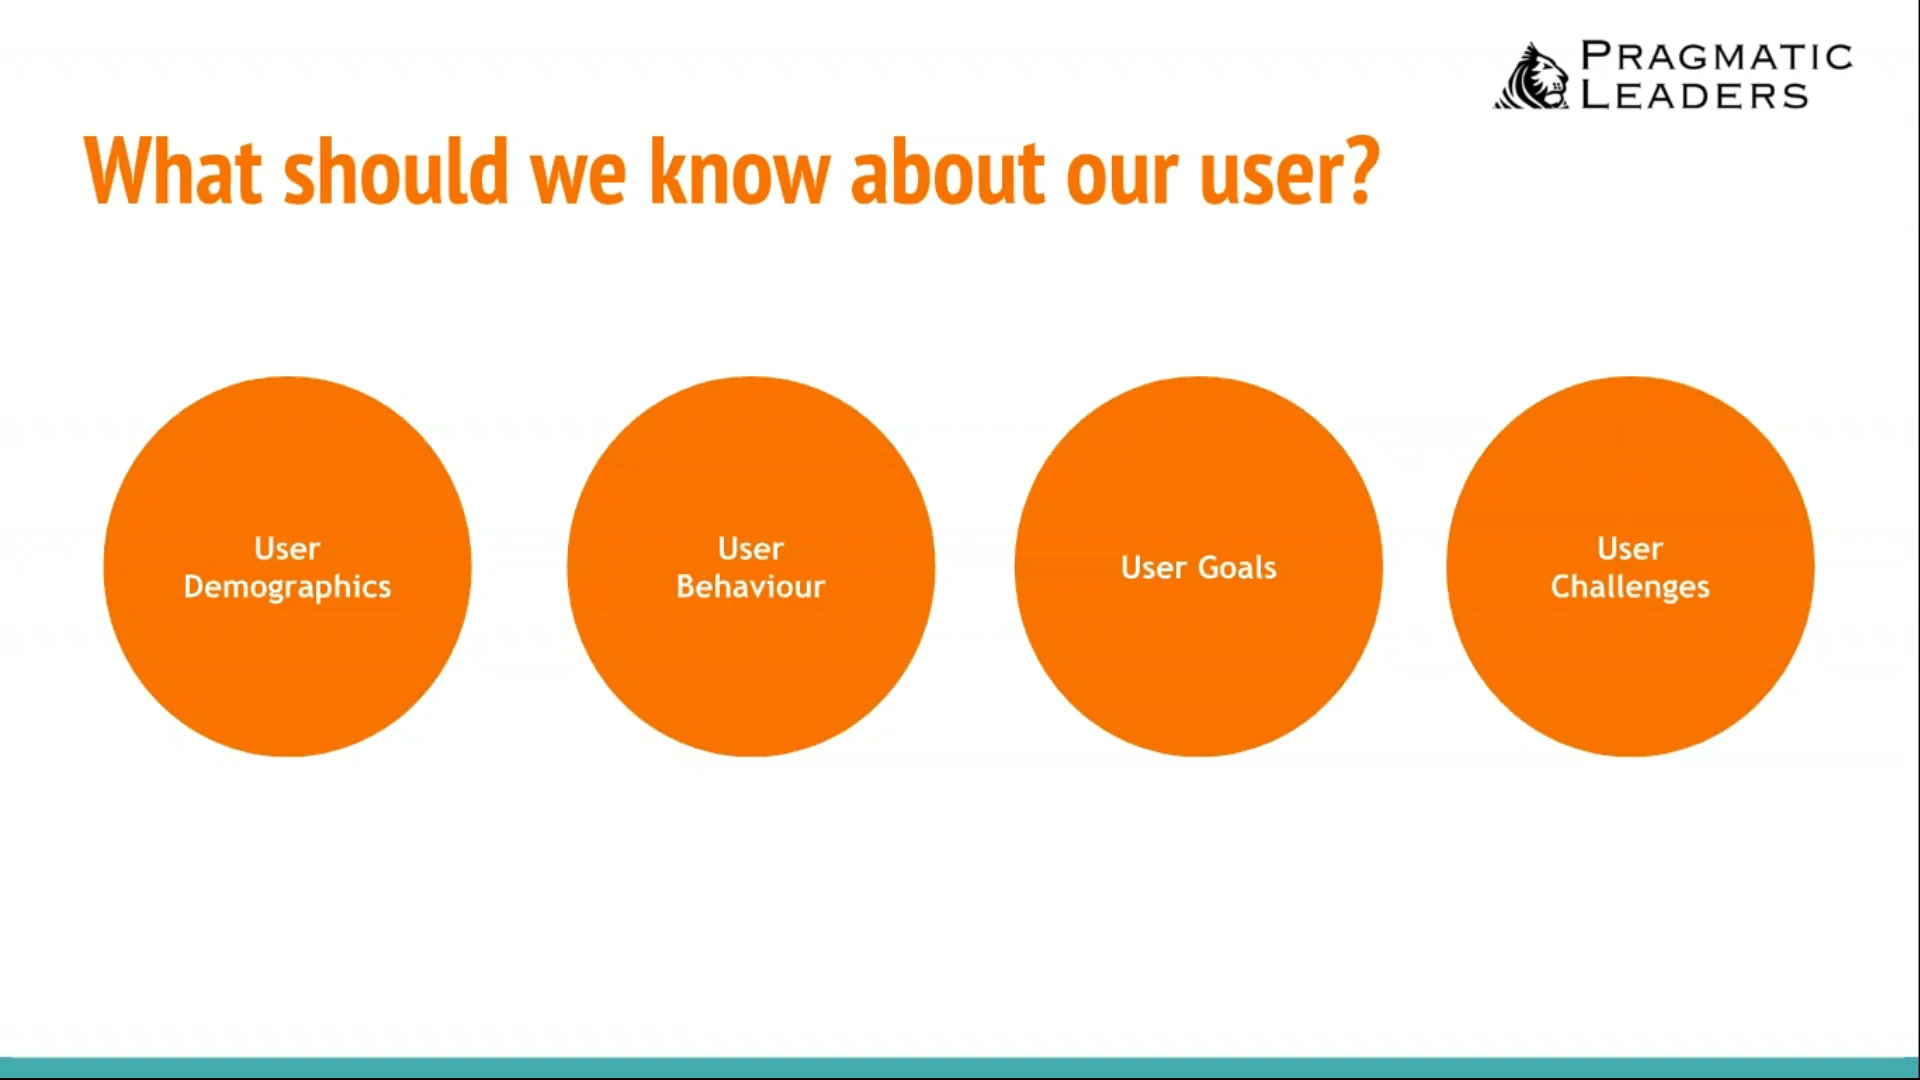 PRAGMATIC
LEADERS
What should we know about our user?
User
Demographics
User
Behaviour
User Goals
User
Challenges